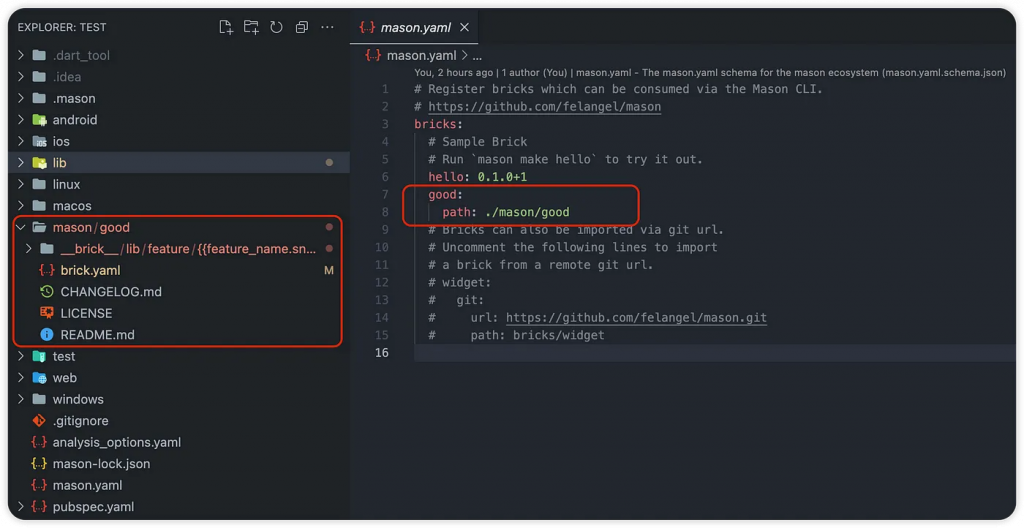 EXPLORER: TEST
.dart_tool
.idea
.mason
android
ios
lib
linux
macos
mason/good
__brick__/lib/feature/{{feature_name.sn...
brick.yaml M
CHANGELOG.md
LICENSE
README.md
test
web
windows
.gitignore
analysis_options.yaml
mason-lock.json
mason.yaml
pubspec.yaml
mason.yaml
mason.yaml > ...
You, 2 hours ago | 1 author (You) | mason.yaml - The mason.yaml schema for the mason ecosystem (mason.yaml.schema.json)
1 # Register bricks which can be consumed via the Mason CLI.
2 # https://github.com/felangel/mason
3 bricks:
4 # Sample Brick
5 # Run `mason make hello` to try it out.
6 hello: 0.1.0+1
7 good:
8 path: ./mason/good
9 # Bricks can also be imported via git url.
10 # Uncomment the following lines to import
11 # a brick from a remote git url.
12 # widget:
13 # git:
14 # url: https://github.com/felangel/mason.git
15 # path: bricks/widget
16